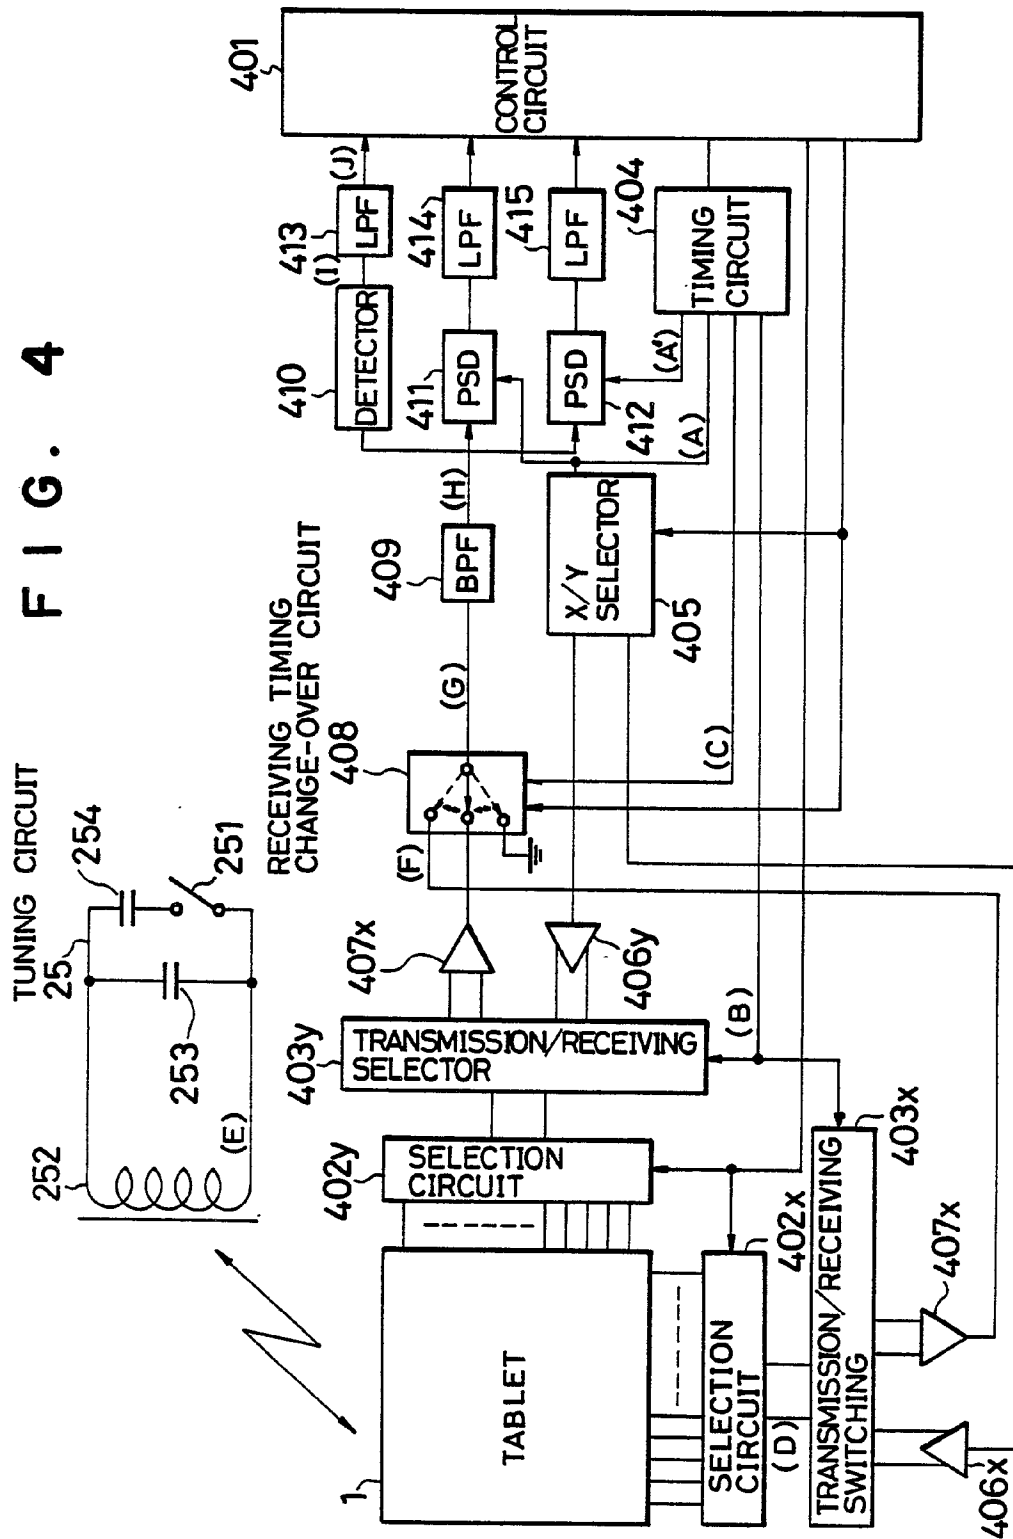 FIG. 4
TUNING CIRCUIT
25
254
251
253
252
(E)
RECEIVING TIMING
CHANGE-OVER CIRCUIT
408
(F)
(G)
409
BPF
(H)
410
DETECTOR
(I)
413
LPF
(J)
411
PSD
414
LPF
412
PSD
415
LPF
401
CONTROL
CIRCUIT
404
TIMING
CIRCUIT
(A')
(A)
(C)
(B)
X/Y
SELECTOR
405
407x
406y
403y
TRANSMISSION/RECEIVING
SELECTOR
402y
SELECTION
CIRCUIT
1
TABLET
402x
SELECTION
CIRCUIT
(D)
403x
TRANSMISSION/RECEIVING
SWITCHING
407x
406x